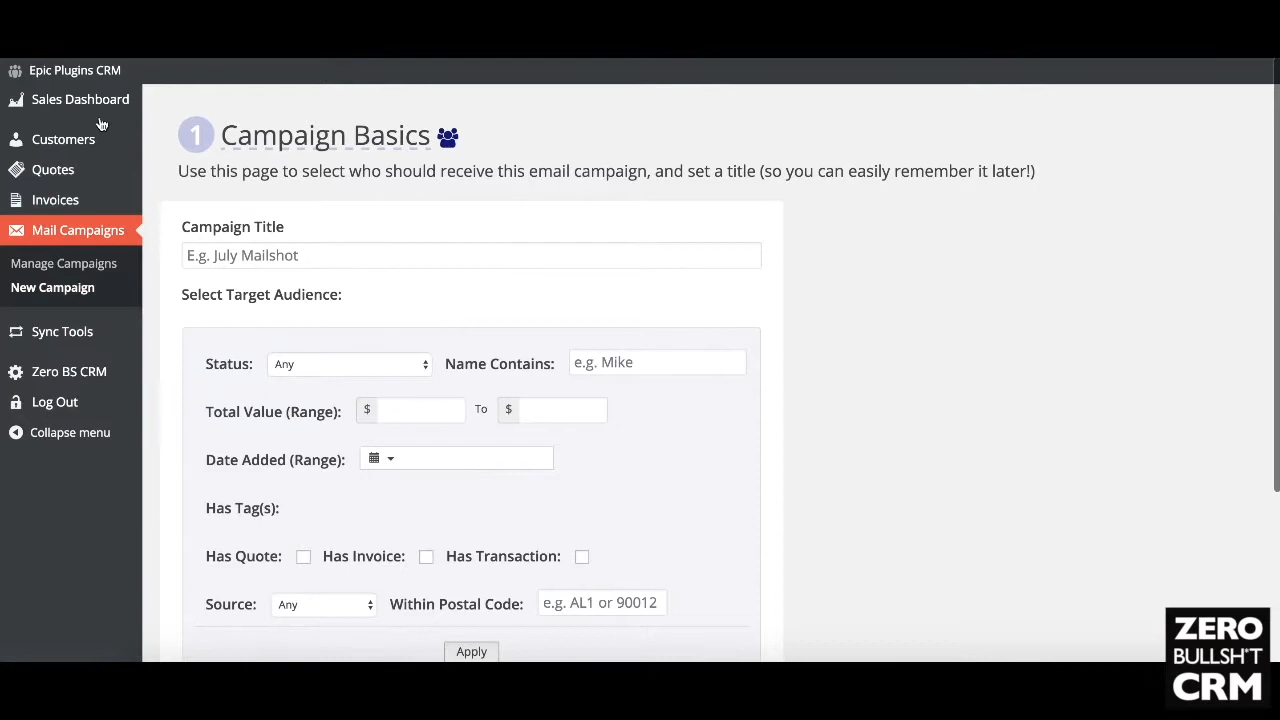 Epic Plugins CRM
Sales Dashboard
Customers
Quotes
Invoices
Mail Campaigns
Manage Campaigns
New Campaign
Sync Tools
Zero BS CRM
Log Out
Collapse menu
1 Campaign Basics
Use this page to select who should receive this email campaign, and set a title (so you can easily remember it later!)
Campaign Title
E.g. July Mailshot
Select Target Audience:
Status: Any Name Contains: e.g. Mike
Total Value (Range): $ To $
Date Added (Range):
Has Tag(s):
Has Quote: Has Invoice: Has Transaction:
Source: Any Within Postal Code: e.g. AL1 or 90012
Apply
ZERO
BULLSH*T
CRM